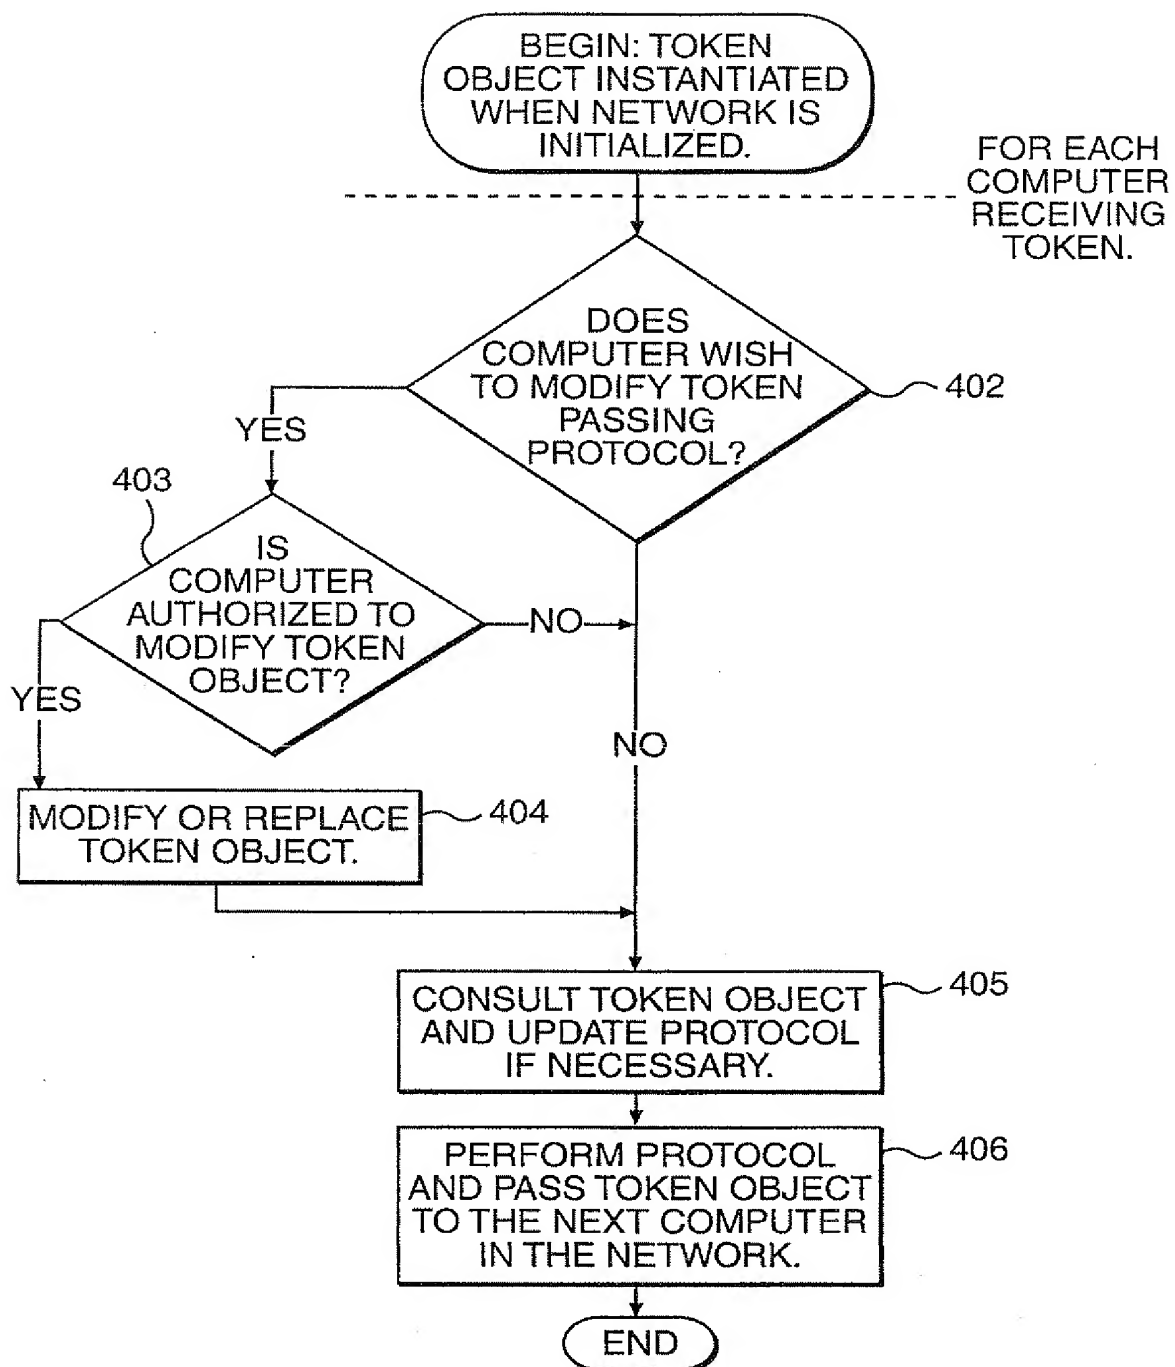 BEGIN: TOKEN
OBJECT INSTANTIATED
WHEN NETWORK IS
INITIALIZED.
FOR EACH
COMPUTER
RECEIVING
TOKEN.
DOES
COMPUTER WISH
TO MODIFY TOKEN
PASSING
PROTOCOL?
402
YES
403
IS
COMPUTER
AUTHORIZED TO
MODIFY TOKEN
OBJECT?
NO
YES
NO
MODIFY OR REPLACE
TOKEN OBJECT.
404
CONSULT TOKEN OBJECT
AND UPDATE PROTOCOL
IF NECESSARY.
405
PERFORM PROTOCOL
AND PASS TOKEN OBJECT
TO THE NEXT COMPUTER
IN THE NETWORK.
406
END